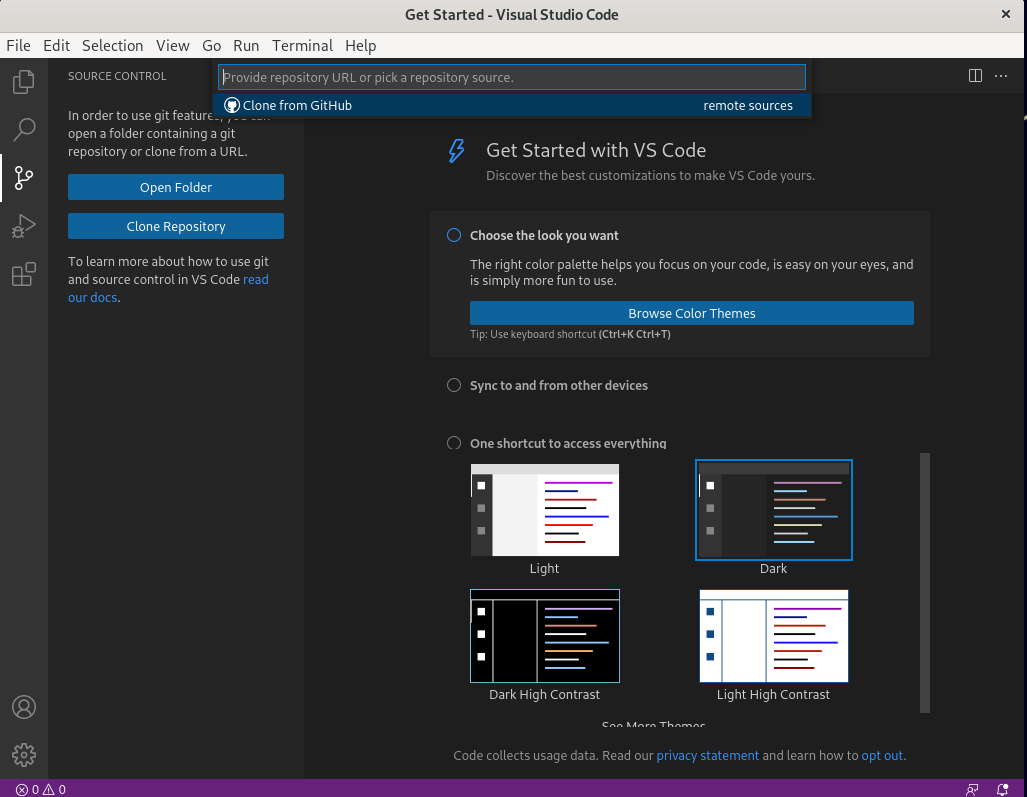 Get Started - Visual Studio Code
File Edit Selection View Go Run Terminal Help
SOURCE CONTROL
Provide repository URL or pick a repository source.
Clone from GitHub remote sources
In order to use git features, you can
open a folder containing a git
repository or clone from a URL.
Open Folder
Clone Repository
To learn more about how to use git
and source control in VS Code read
our docs.
Get Started with VS Code
Discover the best customizations to make VS Code yours.
Choose the look you want
The right color palette helps you focus on your code, is easy on your eyes, and
is simply more fun to use.
Browse Color Themes
Tip: Use keyboard shortcut (Ctrl+K Ctrl+T)
Sync to and from other devices
One shortcut to access everything
Light
Dark
Dark High Contrast
Light High Contrast
See More Themes
Code collects usage data. Read our privacy statement and learn how to opt out.
0 0